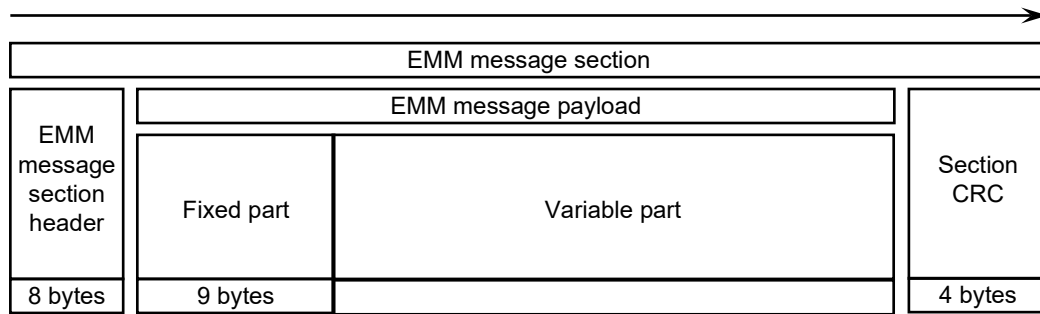 EMM message section
EMM message payload
EMM
message
section
header
Fixed part
Variable part
Section
CRC
8 bytes
9 bytes
4 bytes